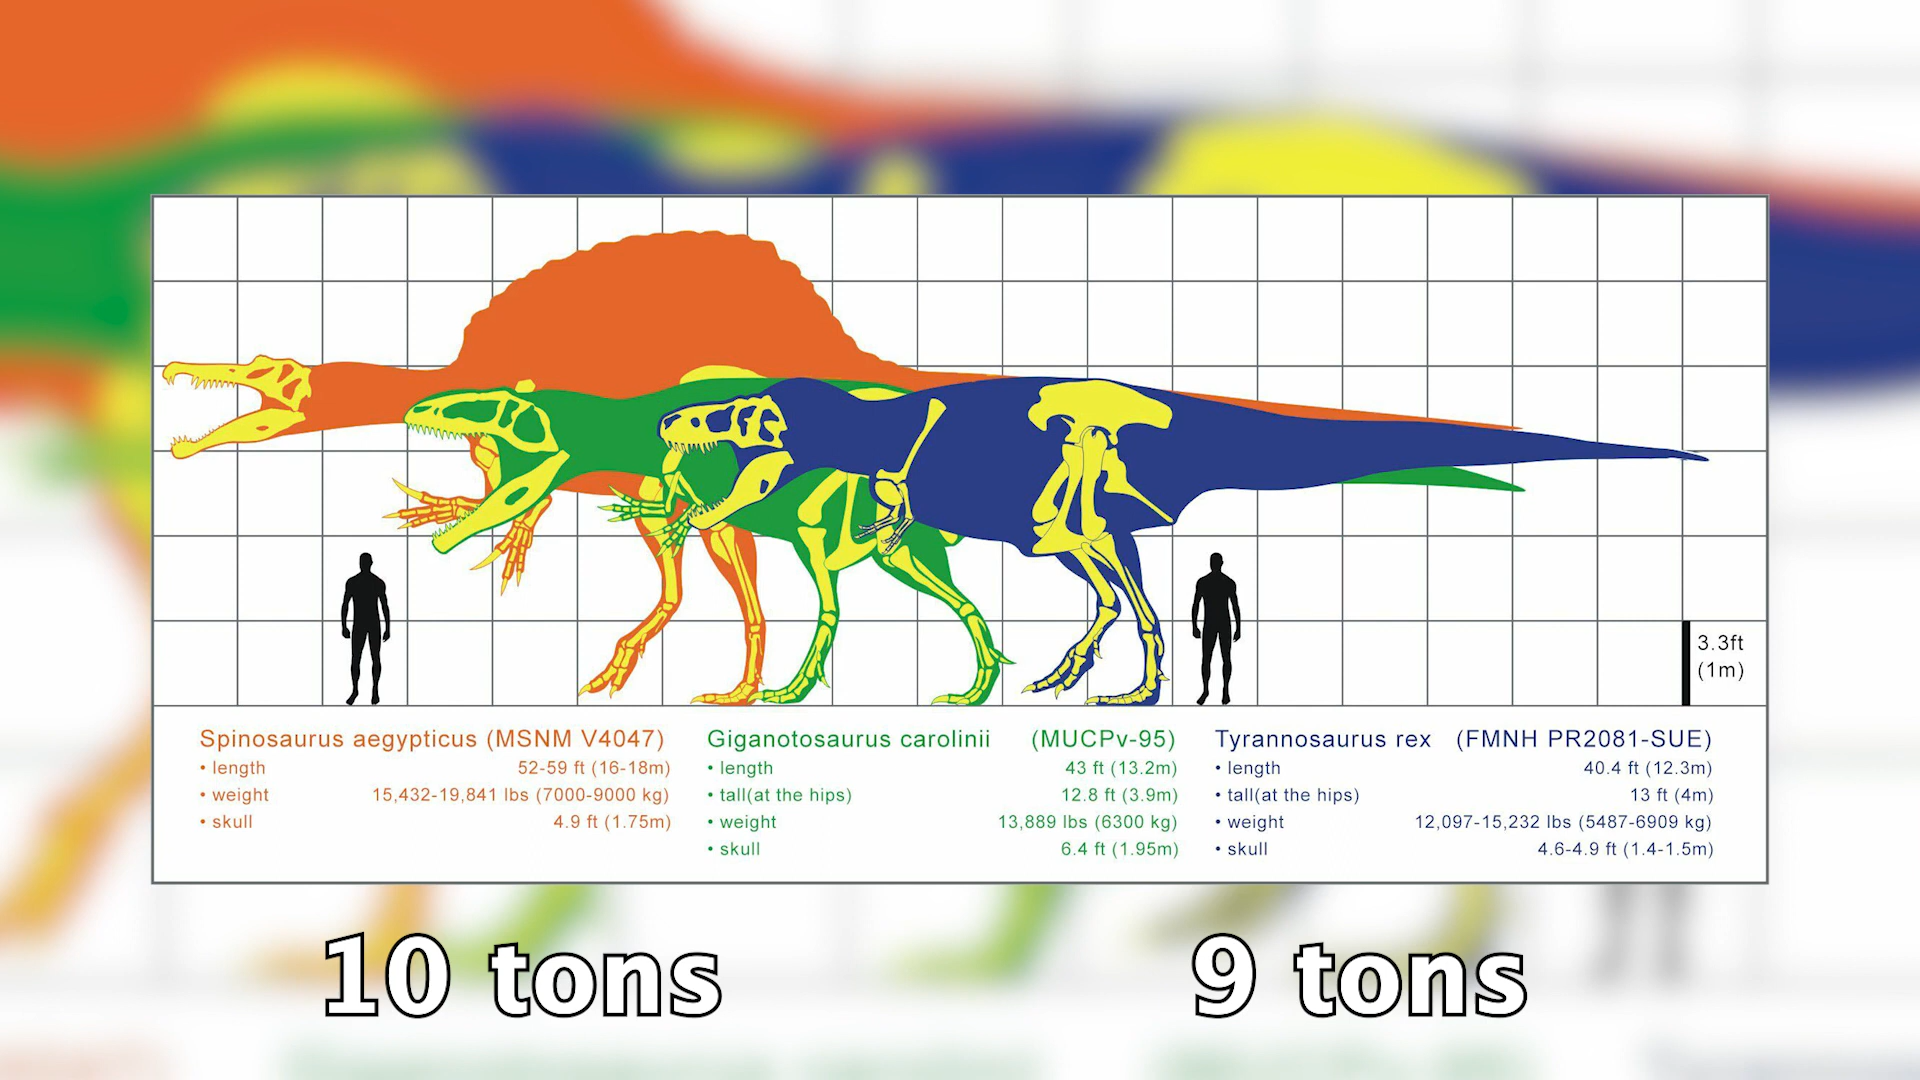 3.3ft
(1m)
Spinosaurus aegypticus (MSNM V4047)
• length 52-59 ft (16-18m)
• weight 15,432-19,841 lbs (7000-9000 kg)
• skull 4.9 ft (1.75m)
Giganotosaurus carolinii (MUCPv-95)
• length 43 ft (13.2m)
• tall(at the hips) 12.8 ft (3.9m)
• weight 13,889 lbs (6300 kg)
• skull 6.4 ft (1.95m)
Tyrannosaurus rex (FMNH PR2081-SUE)
• length 40.4 ft (12.3m)
• tall(at the hips) 13 ft (4m)
• weight 12,097-15,232 lbs (5487-6909 kg)
• skull 4.6-4.9 ft (1.4-1.5m)
10 tons
9 tons